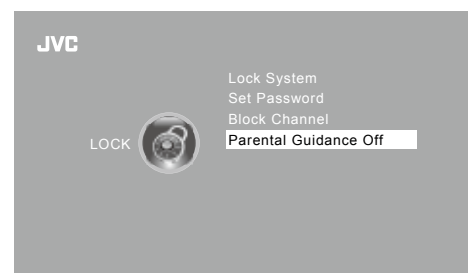 JVC
Lock System
Set Password
Block Channel
LOCK
Parental Guidance Off